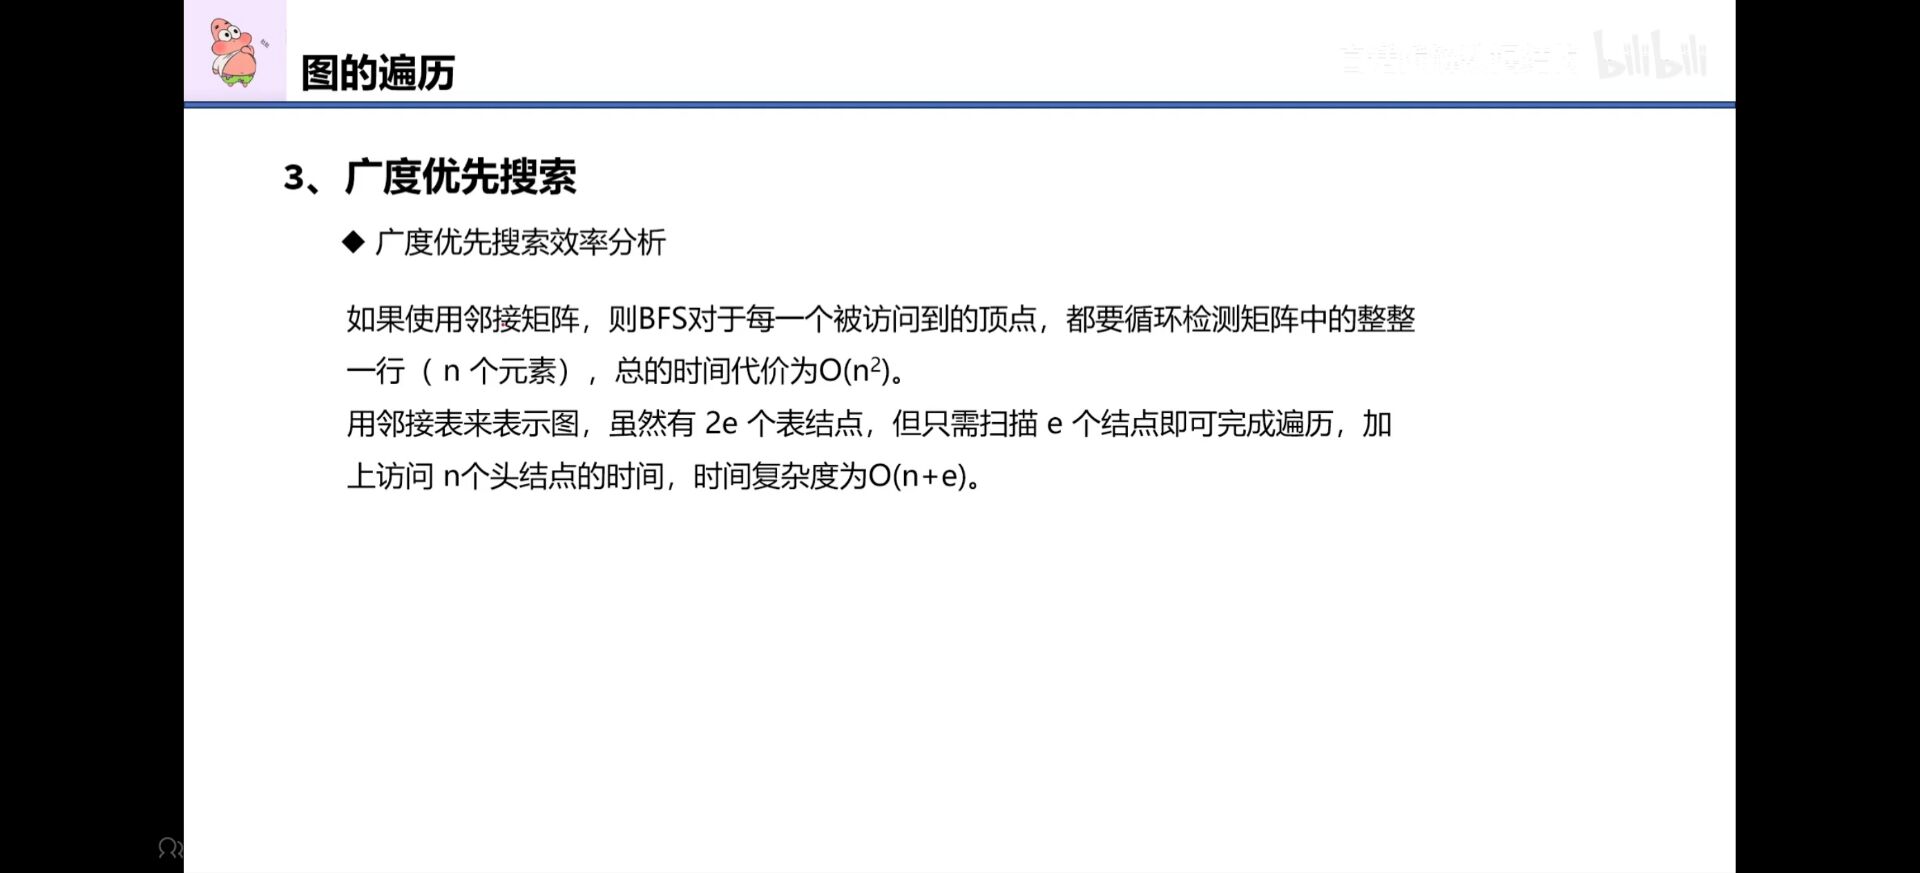 图的遍历
bilibili
3、广度优先搜索
◆ 广度优先搜索效率分析
如果使用邻接矩阵，则BFS对于每一个被访问到的顶点，都要循环检测矩阵中的整整
一行（ n 个元素），总的时间代价为O(n²)。
用邻接表来表示图，虽然有 2e 个表结点，但只需扫描 e 个结点即可完成遍历，加
上访问 n个头结点的时间，时间复杂度为O(n+e)。